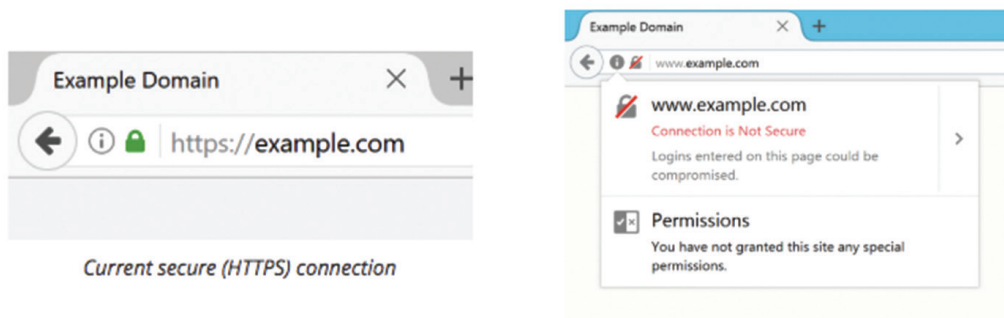 Example Domain
https://example.com
Current secure (HTTPS) connection
Example Domain
www.example.com
www.example.com
Connection is Not Secure
Logins entered on this page could be
compromised.
Permissions
You have not granted this site any special
permissions.